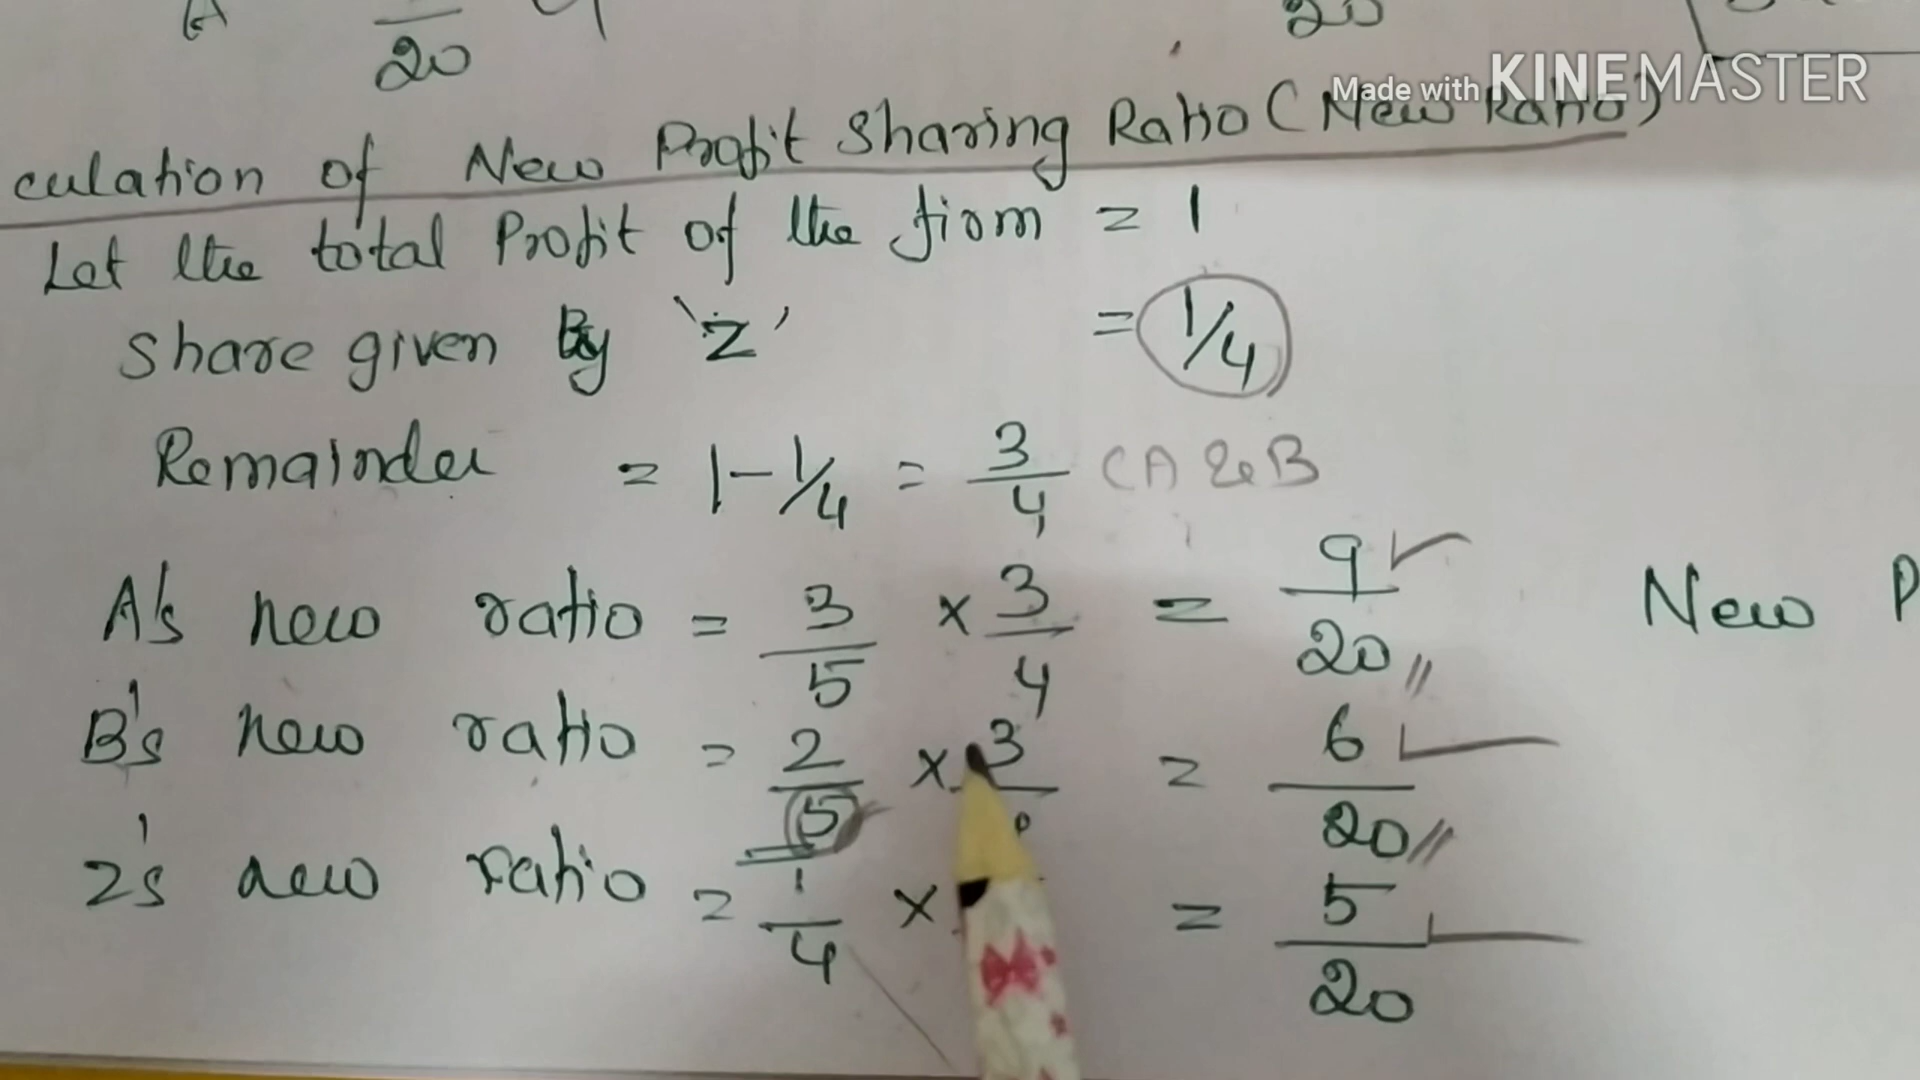 20
20
Made with KINEMASTER
culation of New Profit Sharing Ratio (New Ratio)
Let the total Profit of the firm = 1
Share given By 'Z' = 1/4
Remainder = 1 - 1/4 = 3/4 (A & B
A's new ratio = 3/5 × 3/4 = 9/20 New P
B's new ratio = 2/5 × 3/ = 6/20
Z's new ratio = 1/4 × = 5/20